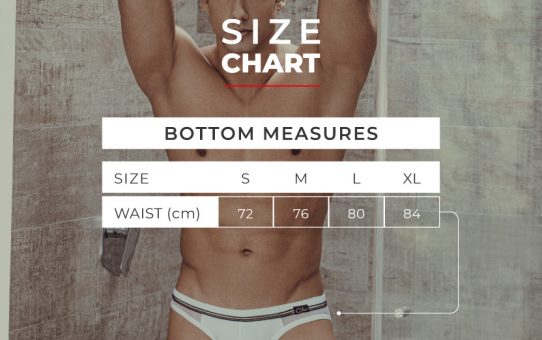 SIZE
CHART
BOTTOM MEASURES
SIZE S M L XL
WAIST (cm) 72 76 80 84